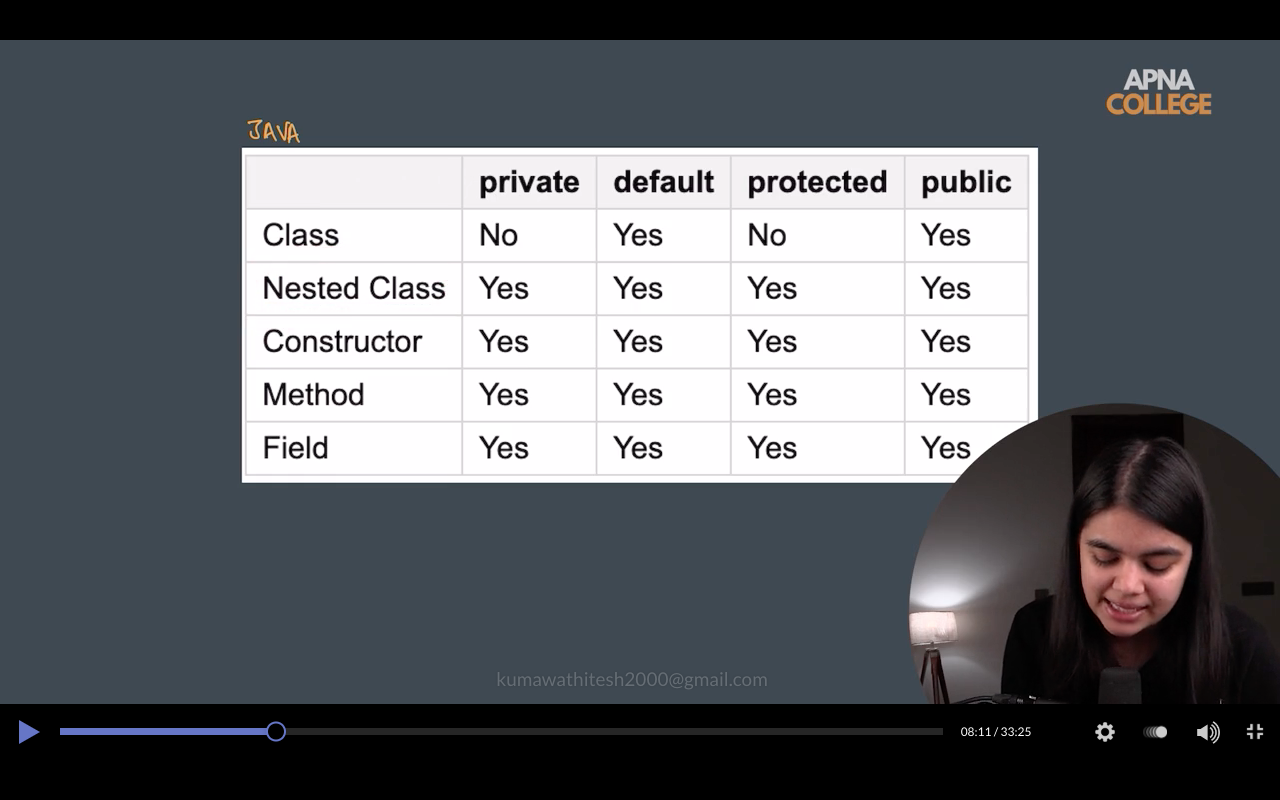 APNA
COLLEGE
JAVA
private default protected public
Class No Yes No Yes
Nested Class Yes Yes Yes Yes
Constructor Yes Yes Yes Yes
Method Yes Yes Yes Yes
Field Yes Yes Yes Yes
kumawathitesh2000@gmail.com
08:11 / 33:25